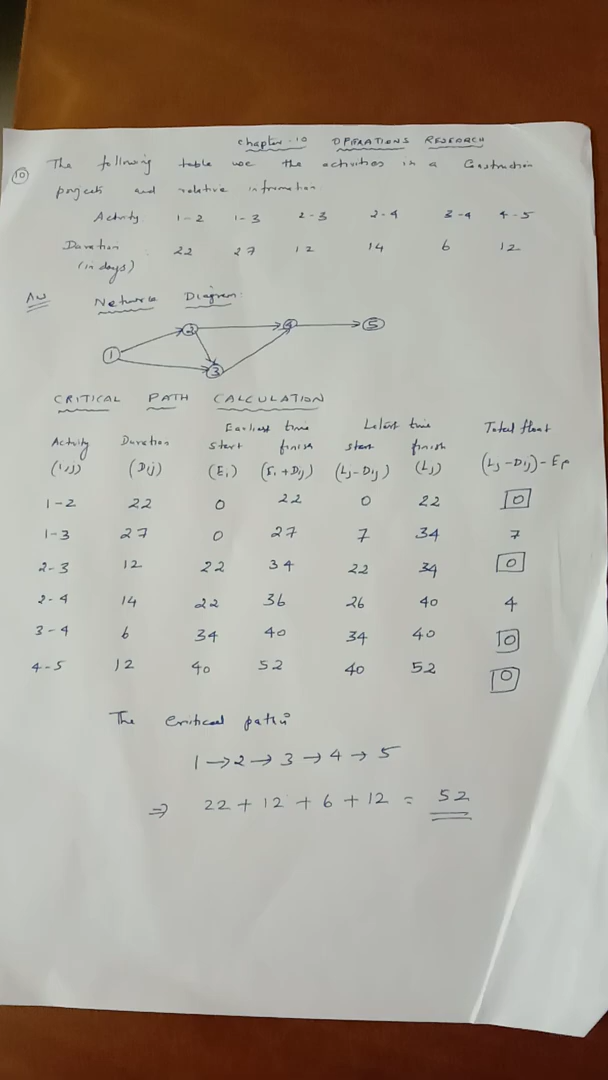 Chapter-10 OPERATIONS RESEARCH
(10) The following table use the activities in a Construction
projects and relative information:
Activity 1-2 1-3 2-3 2-4 3-4 4-5
Duration 22 27 12 14 6 12
(in days)
Network Diagram:
1 2 3 4 5
CRITICAL PATH CALCULATION
Earliest time Latest time Total float
Activity Duration start finish start finish
(i,j) (Dij) (Ei) (Ei + Dij) (Lj - Dij) (Lj) (Lj - Dij) - Ei
1-2 22 0 22 0 22 0
1-3 27 0 27 7 34 7
2-3 12 22 34 22 34 0
2-4 14 22 36 26 40 4
3-4 6 34 40 34 40 0
4-5 12 40 52 40 52 0
The Critical path:
1 → 2 → 3 → 4 → 5
⇒ 22 + 12 + 6 + 12 = 52